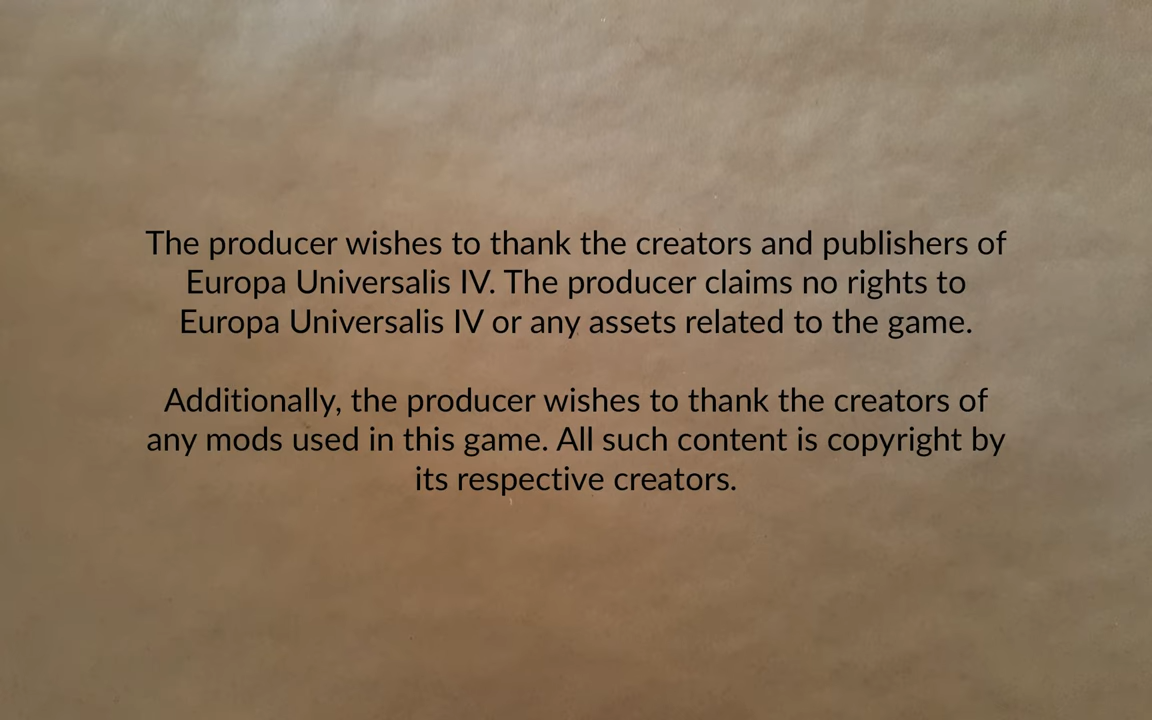 The producer wishes to thank the creators and publishers of
Europa Universalis IV. The producer claims no rights to
Europa Universalis IV or any assets related to the game.
Additionally, the producer wishes to thank the creators of
any mods used in this game. All such content is copyright by
its respective creators.